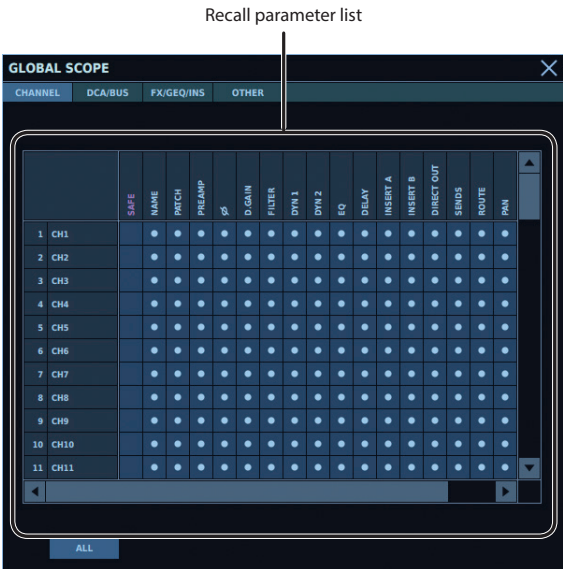 Recall parameter list
GLOBAL SCOPE
CHANNEL DCA/BUS FX/GEQ/INS OTHER
SAFE NAME PATCH PREAMP Ø D.GAIN FILTER DYN 1 DYN 2 EQ DELAY INSERT A INSERT B DIRECT OUT SENDS ROUTE PAN
1 CH1
2 CH2
3 CH3
4 CH4
5 CH5
6 CH6
7 CH7
8 CH8
9 CH9
10 CH10
11 CH11
ALL